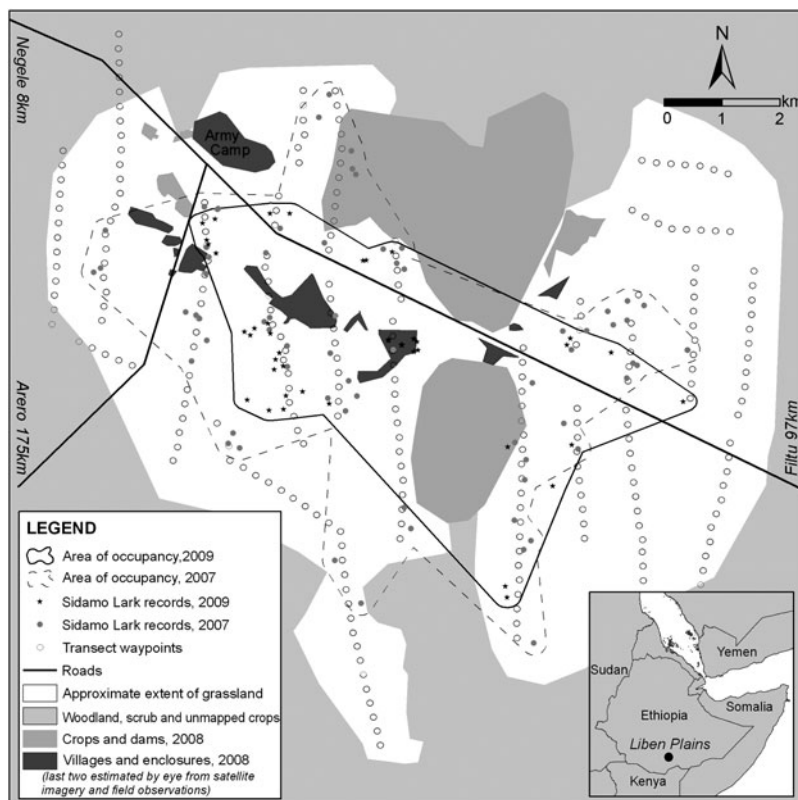 Negele 8km
N
km
0 1 2
Army
Camp
Arero 175km
Filtu 97km
LEGEND
Area of occupancy,2009
Area of occupancy, 2007
Sidamo Lark records, 2009
Sidamo Lark records, 2007
Transect waypoints
Roads
Approximate extent of grassland
Woodland, scrub and unmapped crops
Crops and dams, 2008
Villages and enclosures, 2008
(last two estimated by eye from satellite
imagery and field observations)
Yemen
Sudan
Somalia
Ethiopia
Liben Plains
Kenya